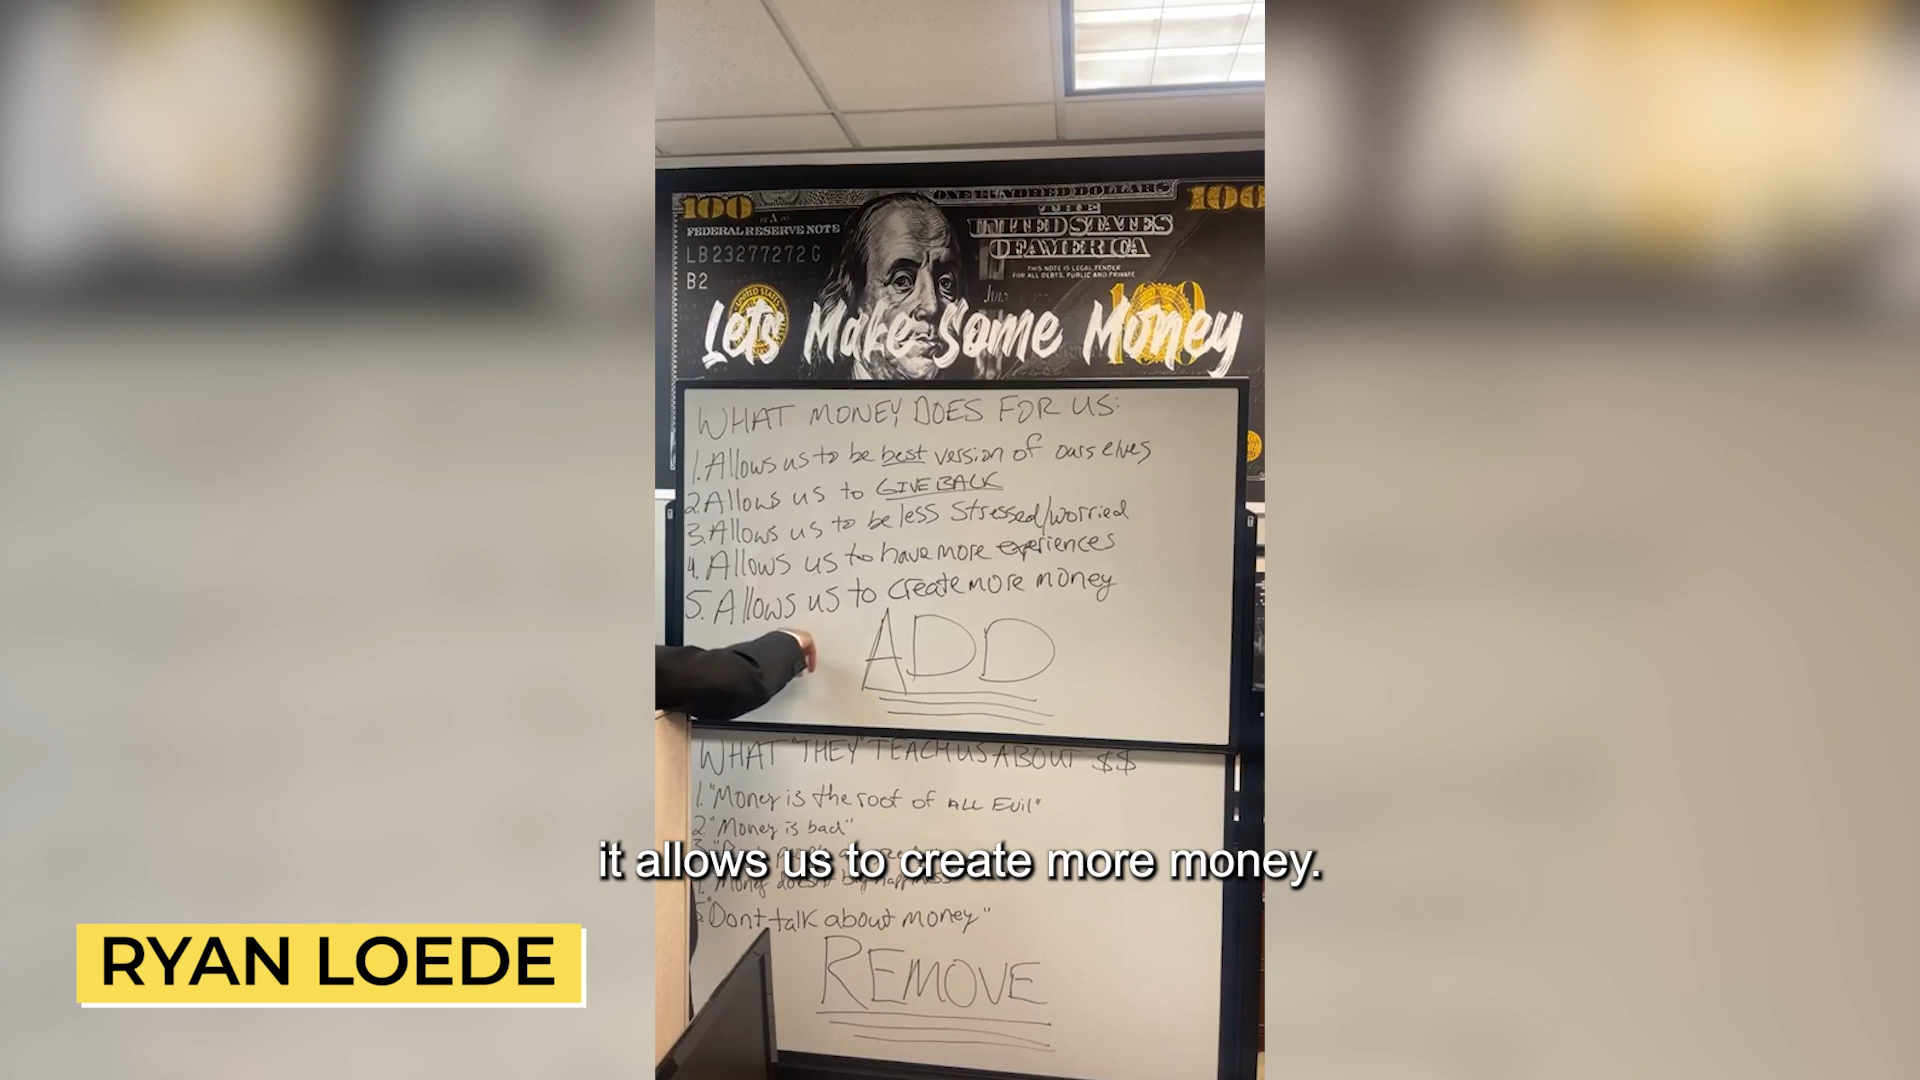 ONE HUNDRED DOLLARS
100
100
FEDERAL RESERVE NOTE
THE
UNITED STATES
OF AMERICA
LB23277272G
THIS NOTE IS LEGAL TENDER
FOR ALL DEBTS, PUBLIC AND PRIVATE
B2
Lets Make Some Money
WHAT MONEY DOES FOR US:
1. Allows us to be best version of ourselves
2. Allows us to GIVE BACK
3. Allows us to be less stressed/worried
4. Allows us to have more experiences
5. Allows us to create more money
ADD
WHAT "THEY" TEACH US ABOUT $$
1. "Money is the root of ALL Evil"
2. "Money is bad"
"Money doesn't buy happiness"
it allows us to create more money.
5. "Dont talk about money"
REMOVE
RYAN LOEDE